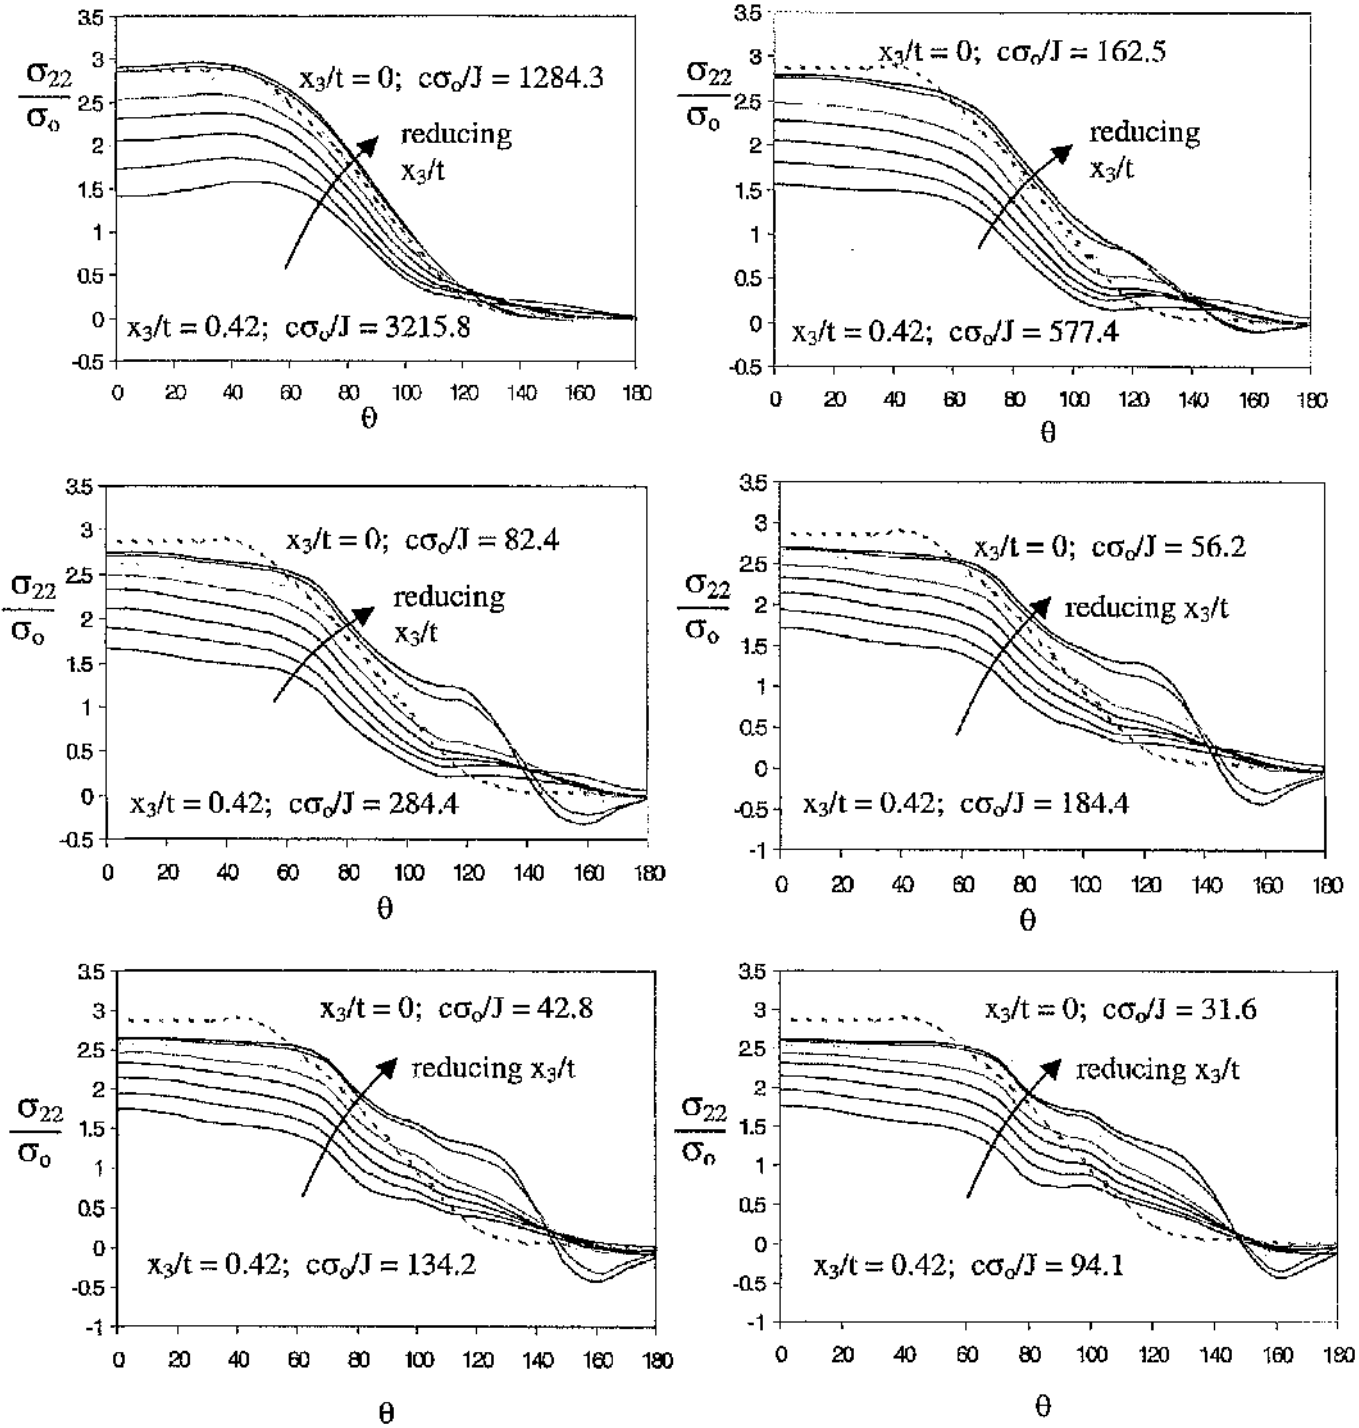 3.5
3
2.5
2
1.5
1
0.5
0
-0.5
σ22
σo
x3/t = 0; cσo/J = 1284.3
reducing
x3/t
x3/t = 0.42; cσo/J = 3215.8
0 20 40 60 80 100 120 140 160 180
θ
3.5
3
2.5
2
1.5
1
0.5
0
-0.5
σ22
σo
x3/t = 0; cσo/J = 162.5
reducing
x3/t
x3/t = 0.42; cσo/J = 577.4
0 20 40 60 80 100 120 140 160 180
θ
3.5
3
2.5
2
1.5
1
0.5
0
-0.5
σ22
σo
x3/t = 0; cσo/J = 82.4
reducing
x3/t
x3/t = 0.42; cσo/J = 284.4
0 20 40 60 80 100 120 140 160 180
θ
3.5
3
2.5
2
1.5
1
0.5
0
-0.5
-1
σ22
σo
x3/t = 0; cσo/J = 56.2
reducing x3/t
x3/t = 0.42; cσo/J = 184.4
0 20 40 60 80 100 120 140 160 180
θ
3.5
3
2.5
2
1.5
1
0.5
0
-0.5
-1
σ22
σo
x3/t = 0; cσo/J = 42.8
reducing x3/t
x3/t = 0.42; cσo/J = 134.2
0 20 40 60 80 100 120 140 160 180
θ
3.5
3
2.5
2
1.5
1
0.5
0
-0.5
-1
σ22
σo
x3/t = 0; cσo/J = 31.6
reducing x3/t
x3/t = 0.42; cσo/J = 94.1
0 20 40 60 80 100 120 140 160 180
θ